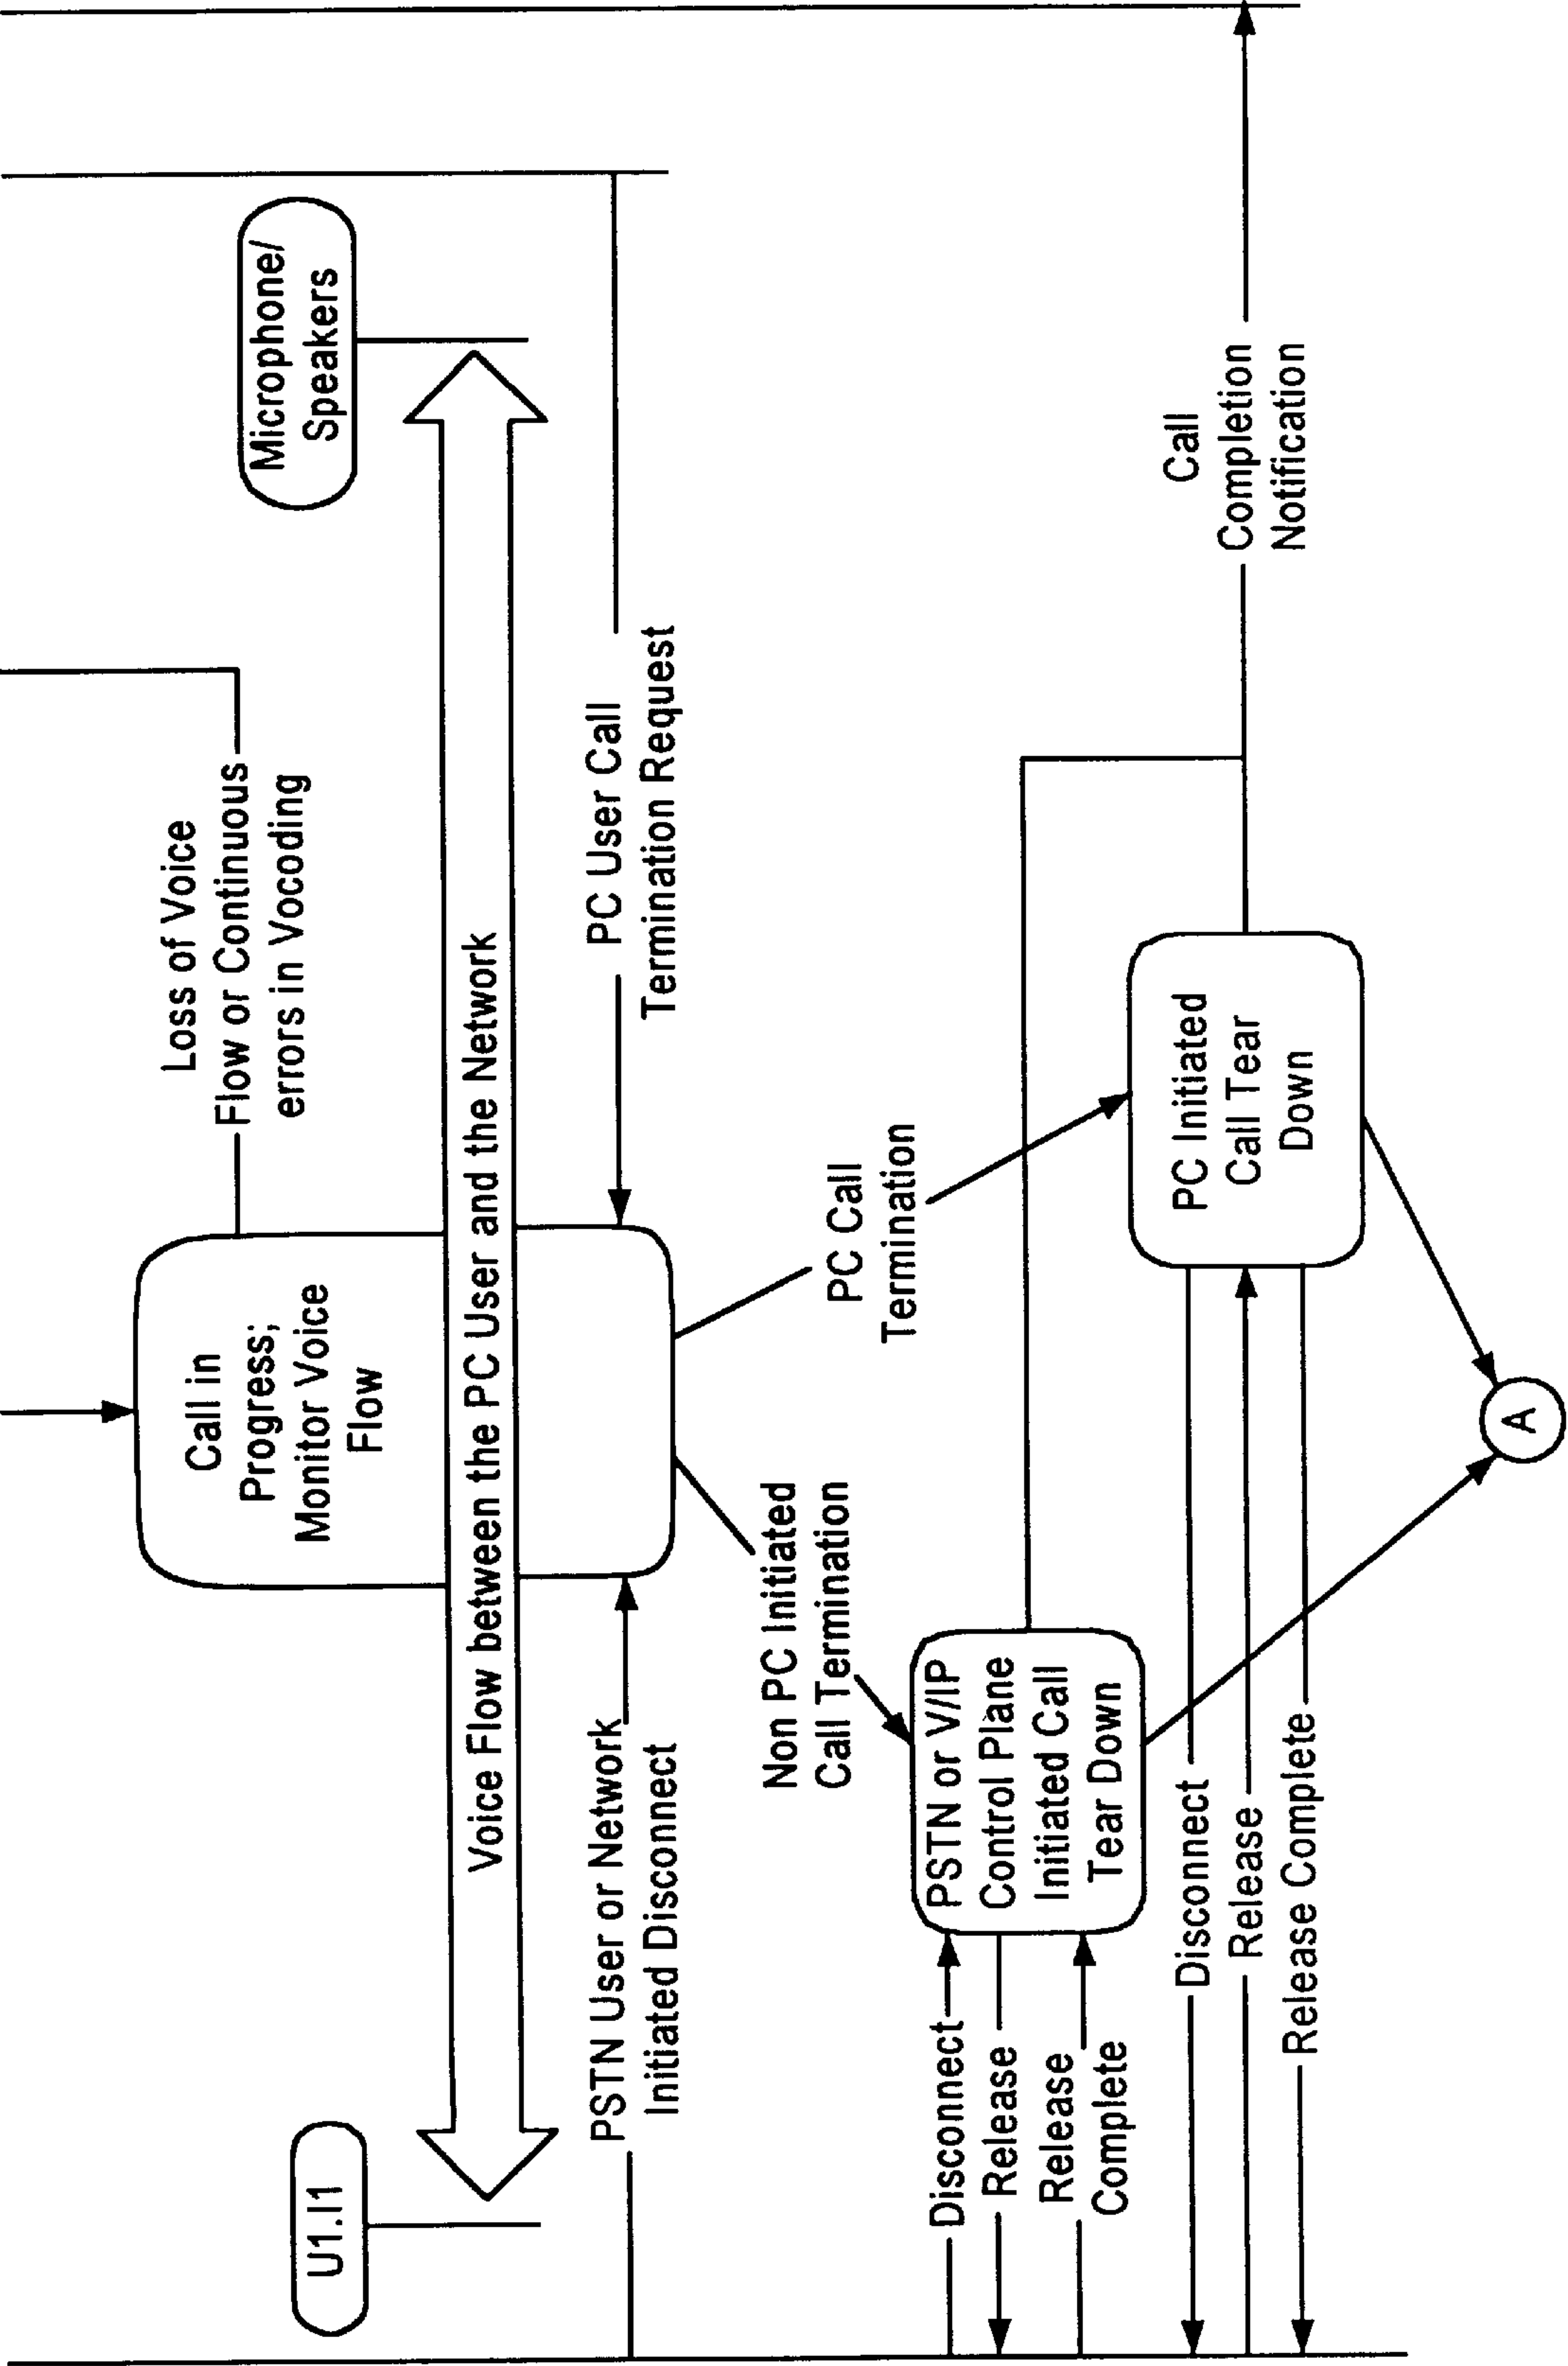 Loss of Voice
Flow or Continuous
errors in Vocoding
Call in
Progress;
Monitor Voice
Flow
U1.I1
Microphone/
Speakers
Voice Flow between the PC User and the Network
PSTN User or Network
Initiated Disconnect
PC User Call
Termination Request
Non PC Initiated
Call Termination
PC Call
Termination
PSTN or V/IP
Control Plane
Initiated Call
Tear Down
Disconnect
Release
Release
Complete
PC Initiated
Call Tear
Down
Call
Completion
Notification
Disconnect
Release
Release Complete
A